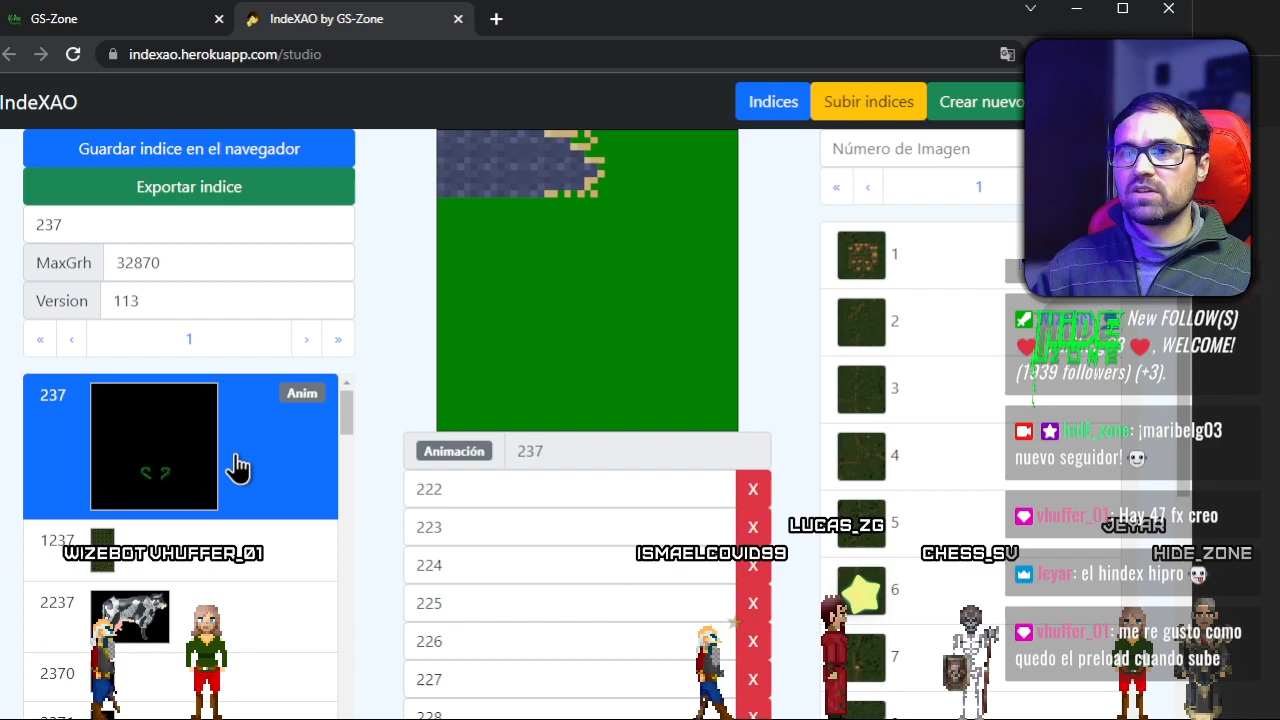 GS-Zone
IndeXAO by GS-Zone
indexao.herokuapp.com/studio
IndeXAO
Indices
Subir indices
Crear nuevo
Guardar indice en el navegador
Exportar indice
237
MaxGrh 32870
Version 113
« ‹ 1 › »
237
Anim
1237
2237
2370
Animación 237
222 X
223 X
224 X
225 X
226 X
227 X
228
Número de Imagen
« ‹ 1
1
2
3
4
5
6
7
New FOLLOW(S)
, WELCOME!
(1939 followers) (+3).
hidE_zone: ¡maribelg03
nuevo seguidor!
vhuffer_01: Hay 47 fx creo
Jeyar: el hindex hipro
vhuffer_01: me re gusto como
quedo el preload cuando sube
WIZEBOTVHUFFER_01
ISMAELCOVID99
LUCAS_ZG
CHESS_SV
JEYAR
HIDE_ZONE